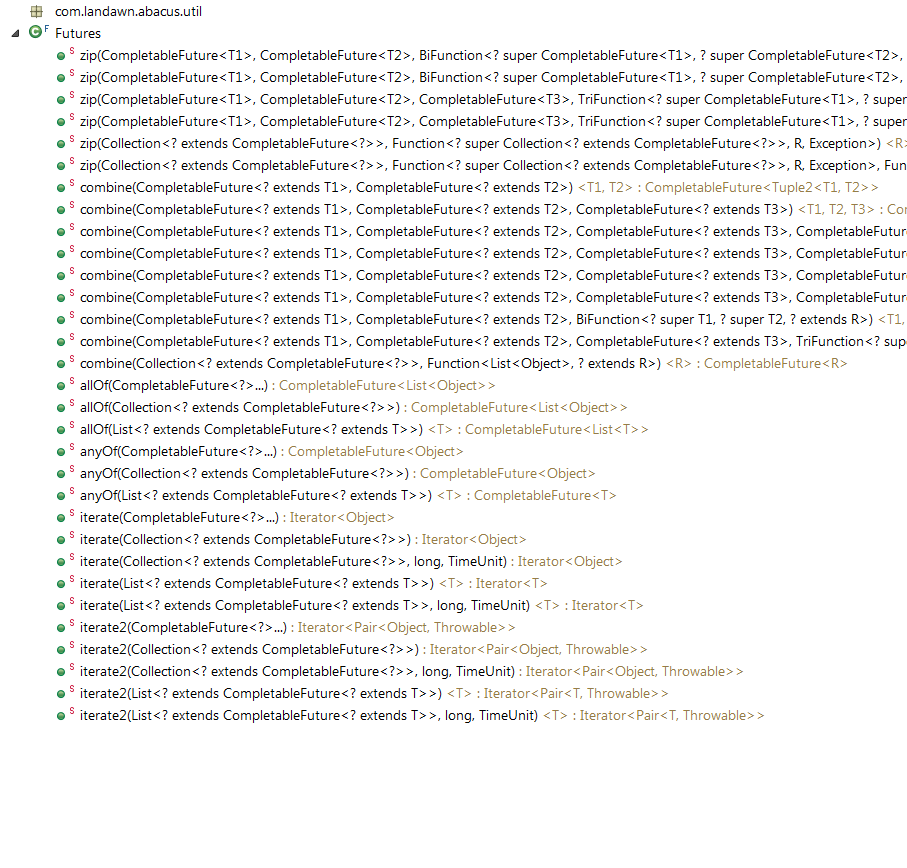 com.landawn.abacus.util
C F Futures
S zip(CompletableFuture<T1>, CompletableFuture<T2>, BiFunction<? super CompletableFuture<T1>, ? super CompletableFuture<T2>,
S zip(CompletableFuture<T1>, CompletableFuture<T2>, BiFunction<? super CompletableFuture<T1>, ? super CompletableFuture<T2>,
S zip(CompletableFuture<T1>, CompletableFuture<T2>, CompletableFuture<T3>, TriFunction<? super CompletableFuture<T1>, ? super
S zip(CompletableFuture<T1>, CompletableFuture<T2>, CompletableFuture<T3>, TriFunction<? super CompletableFuture<T1>, ? super
S zip(Collection<? extends CompletableFuture<?>>, Function<? super Collection<? extends CompletableFuture<?>>, R, Exception>) <R>
S zip(Collection<? extends CompletableFuture<?>>, Function<? super Collection<? extends CompletableFuture<?>>, R, Exception>, Fun
S combine(CompletableFuture<? extends T1>, CompletableFuture<? extends T2>) <T1, T2> : CompletableFuture<Tuple2<T1, T2>>
S combine(CompletableFuture<? extends T1>, CompletableFuture<? extends T2>, CompletableFuture<? extends T3>) <T1, T2, T3> : Co
S combine(CompletableFuture<? extends T1>, CompletableFuture<? extends T2>, CompletableFuture<? extends T3>, CompletableFutur
S combine(CompletableFuture<? extends T1>, CompletableFuture<? extends T2>, CompletableFuture<? extends T3>, CompletableFutur
S combine(CompletableFuture<? extends T1>, CompletableFuture<? extends T2>, CompletableFuture<? extends T3>, CompletableFutur
S combine(CompletableFuture<? extends T1>, CompletableFuture<? extends T2>, CompletableFuture<? extends T3>, CompletableFutur
S combine(CompletableFuture<? extends T1>, CompletableFuture<? extends T2>, BiFunction<? super T1, ? super T2, ? extends R>) <T1,
S combine(CompletableFuture<? extends T1>, CompletableFuture<? extends T2>, CompletableFuture<? extends T3>, TriFunction<? sup
S combine(Collection<? extends CompletableFuture<?>>, Function<List<Object>, ? extends R>) <R> : CompletableFuture<R>
S allOf(CompletableFuture<?>...) : CompletableFuture<List<Object>>
S allOf(Collection<? extends CompletableFuture<?>>) : CompletableFuture<List<Object>>
S allOf(List<? extends CompletableFuture<? extends T>>) <T> : CompletableFuture<List<T>>
S anyOf(CompletableFuture<?>...) : CompletableFuture<Object>
S anyOf(Collection<? extends CompletableFuture<?>>) : CompletableFuture<Object>
S anyOf(List<? extends CompletableFuture<? extends T>>) <T> : CompletableFuture<T>
S iterate(CompletableFuture<?>...) : Iterator<Object>
S iterate(Collection<? extends CompletableFuture<?>>) : Iterator<Object>
S iterate(Collection<? extends CompletableFuture<?>>, long, TimeUnit) : Iterator<Object>
S iterate(List<? extends CompletableFuture<? extends T>>) <T> : Iterator<T>
S iterate(List<? extends CompletableFuture<? extends T>>, long, TimeUnit) <T> : Iterator<T>
S iterate2(CompletableFuture<?>...) : Iterator<Pair<Object, Throwable>>
S iterate2(Collection<? extends CompletableFuture<?>>) : Iterator<Pair<Object, Throwable>>
S iterate2(Collection<? extends CompletableFuture<?>>, long, TimeUnit) : Iterator<Pair<Object, Throwable>>
S iterate2(List<? extends CompletableFuture<? extends T>>) <T> : Iterator<Pair<T, Throwable>>
S iterate2(List<? extends CompletableFuture<? extends T>>, long, TimeUnit) <T> : Iterator<Pair<T, Throwable>>